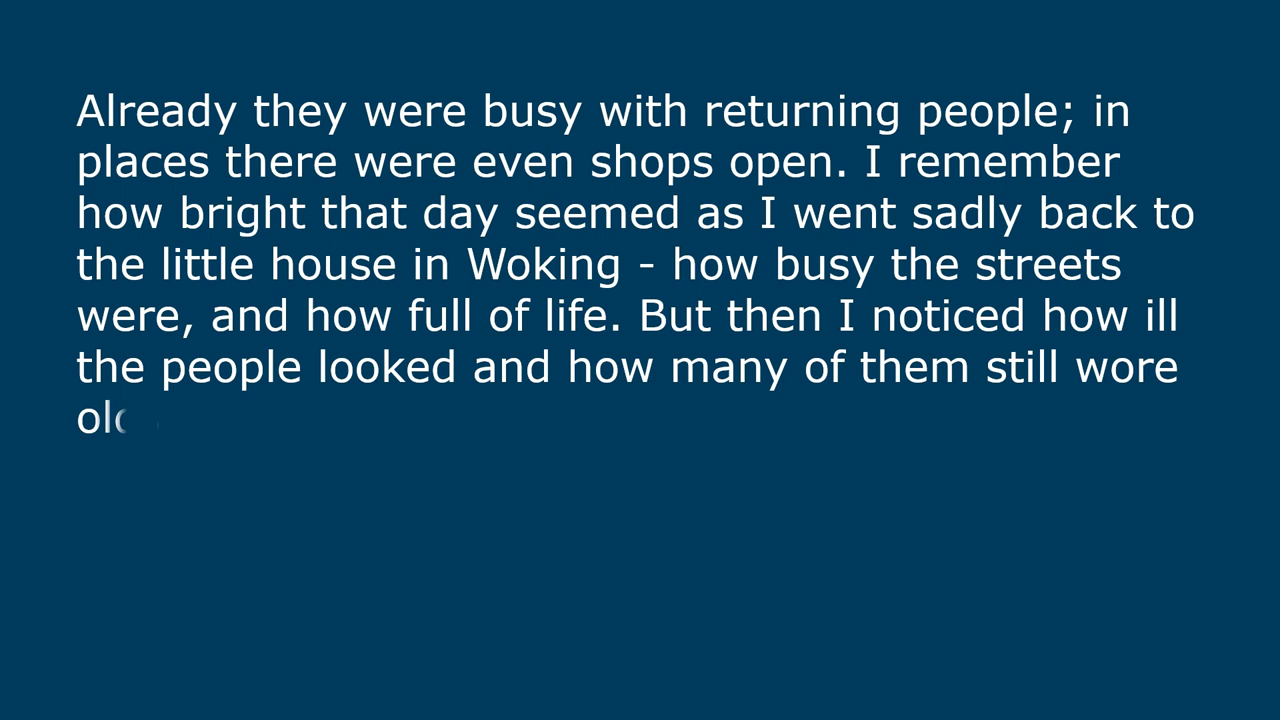 Already they were busy with returning people; in
places there were even shops open. I remember
how bright that day seemed as I went sadly back to
the little house in Woking - how busy the streets
were, and how full of life. But then I noticed how ill
the people looked and how many of them still wore